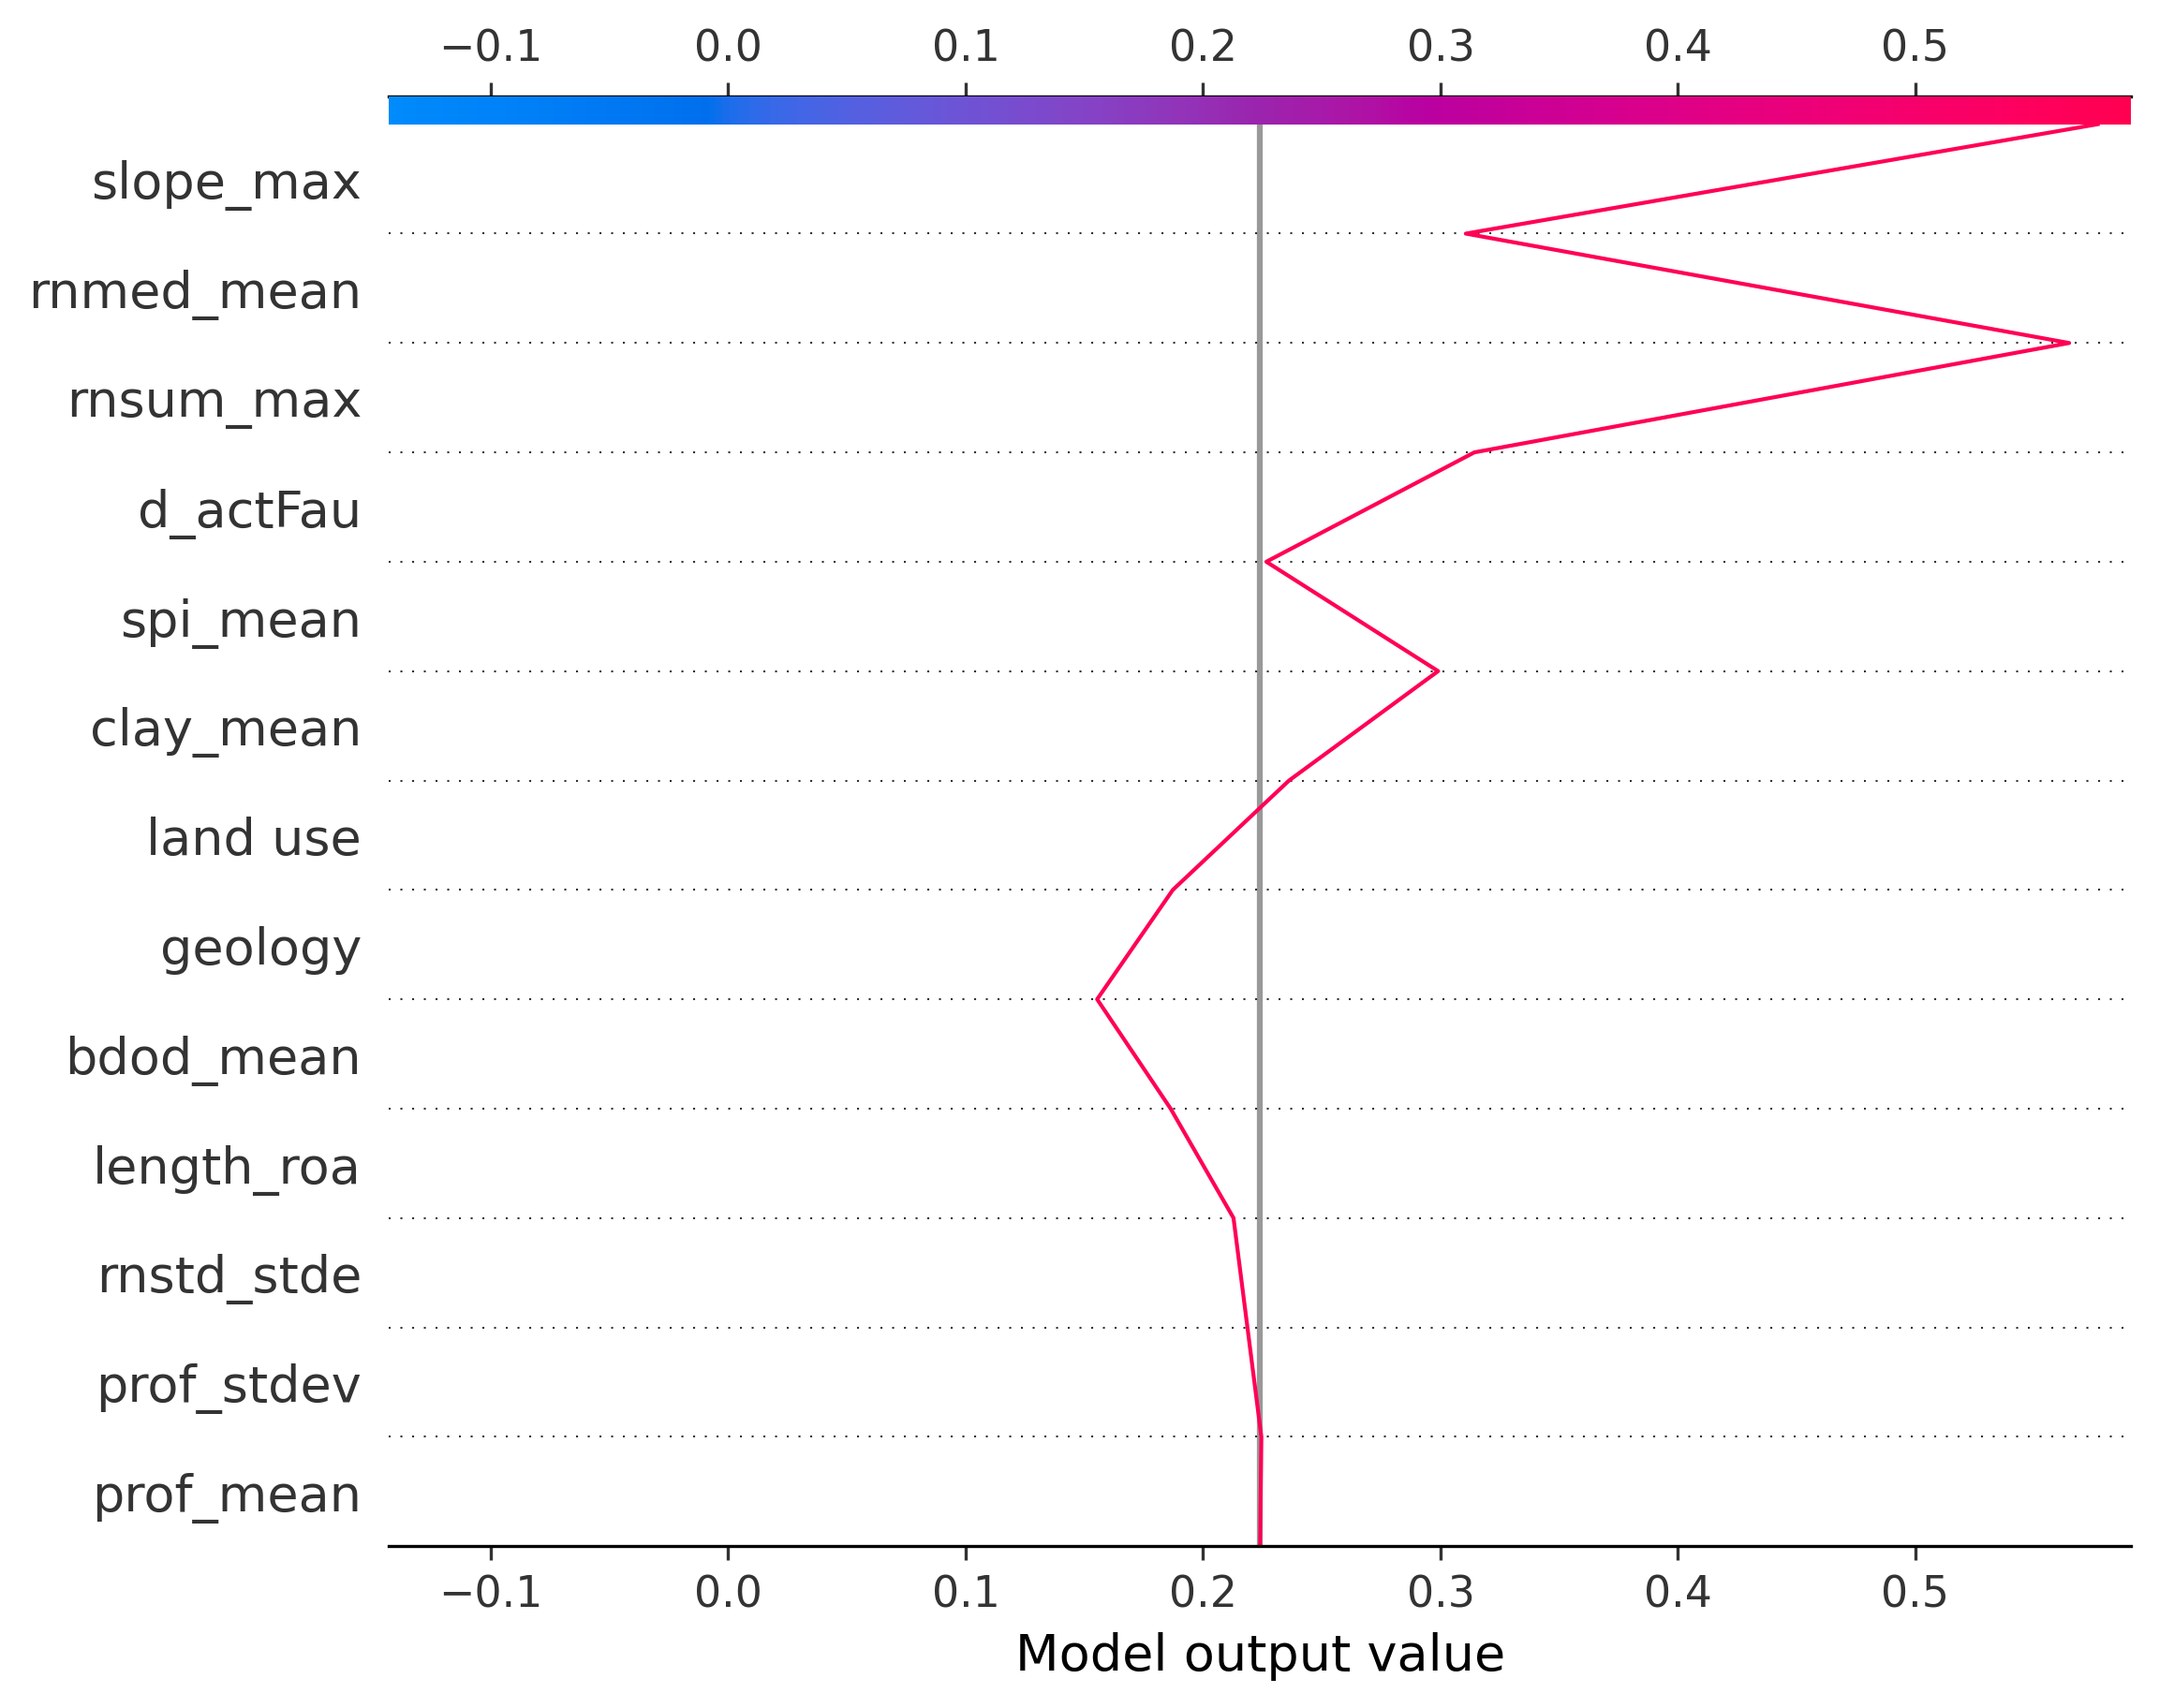 −0.1 0.0 0.1 0.2 0.3 0.4 0.5
slope_max
rnmed_mean
rnsum_max
d_actFau
spi_mean
clay_mean
land use
geology
bdod_mean
length_roa
rnstd_stde
prof_stdev
prof_mean
−0.1 0.0 0.1 0.2 0.3 0.4 0.5
Model output value